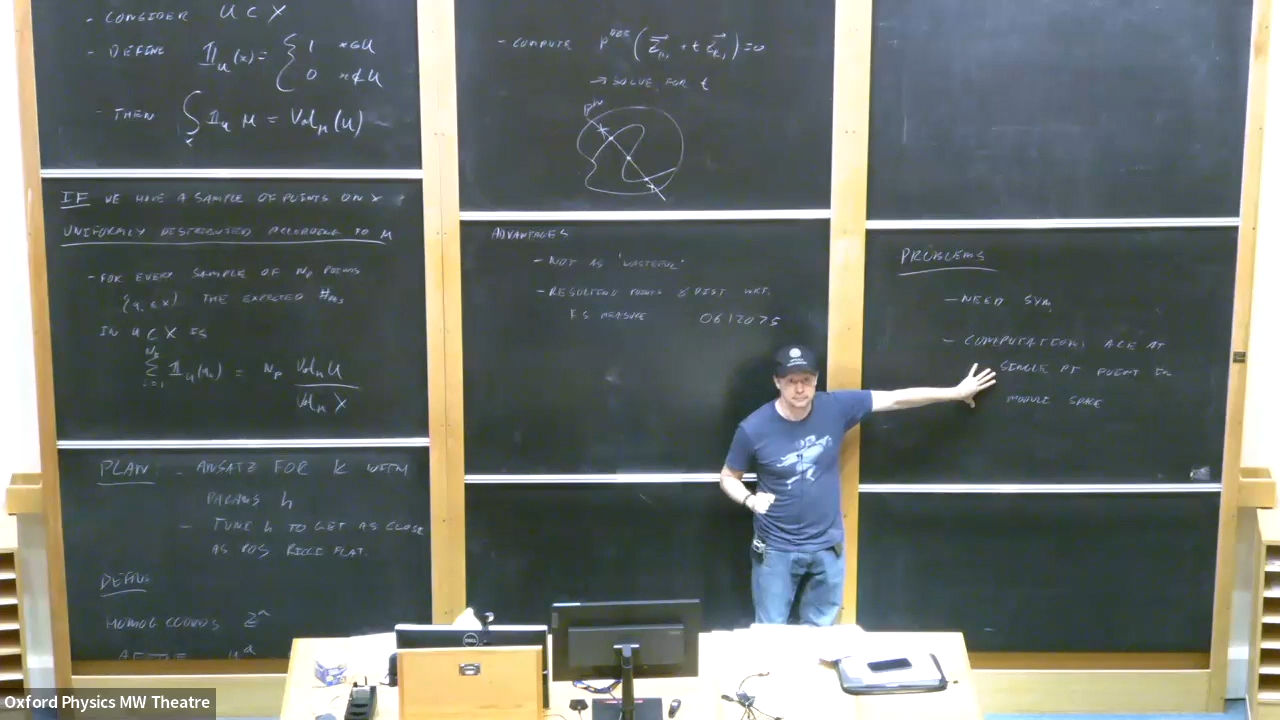 - CONSIDER U ⊂ X
- DEFINE 𝟙_U(x) = { 1 x∈U
0 x∉U
- THEN ∫_X 𝟙_U μ = Vol_μ(U)
IF WE HAVE A SAMPLE OF POINTS ON X
UNIFORMLY DISTRIBUTED ACCORDING TO μ
- FOR EVERY SAMPLE OF N_p POINTS
THE EXPECTED #
IN U ⊂ X IS
= N_p Vol_μ U / Vol_μ X
PLAN: - ANSATZ FOR K WITH
PARAMS h
- TUNE h TO GET AS CLOSE
AS POS RICCI FLAT.
DEFINE
HOMOG COORDS Z^a
- COMPUTE
→ SOLVE FOR t
ADVANTAGES
- NOT AS 'WASTEFUL'
- RESULTING POINTS DIST WRT.
FS MEASURE 0612075
PROBLEMS
- NEED SYM
- COMPUTATIONS ARE AT
SINGLE PT POINT IN
MODULI SPACE
DELL
Oxford Physics MW Theatre